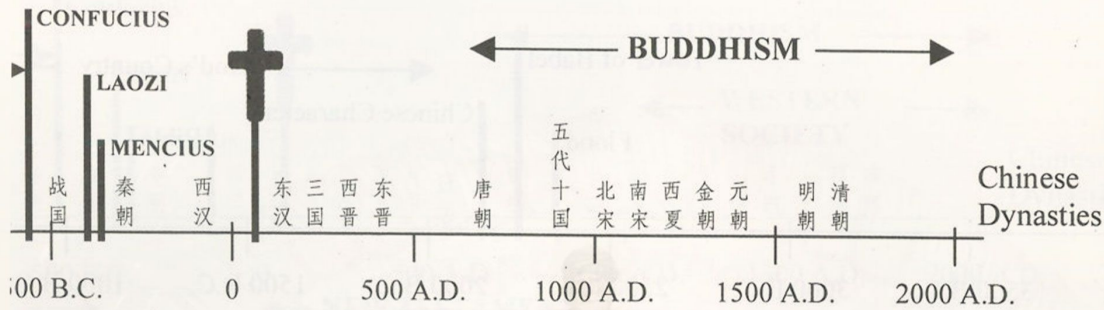 CONFUCIUS
BUDDHISM
LAOZI
MENCIUS
战国
秦朝
西汉
东汉
三国
西晋
东晋
唐朝
五代十国
北宋
南宋
西夏
金朝
元朝
明朝
清朝
Chinese
Dynasties
500 B.C.
0
500 A.D.
1000 A.D.
1500 A.D.
2000 A.D.